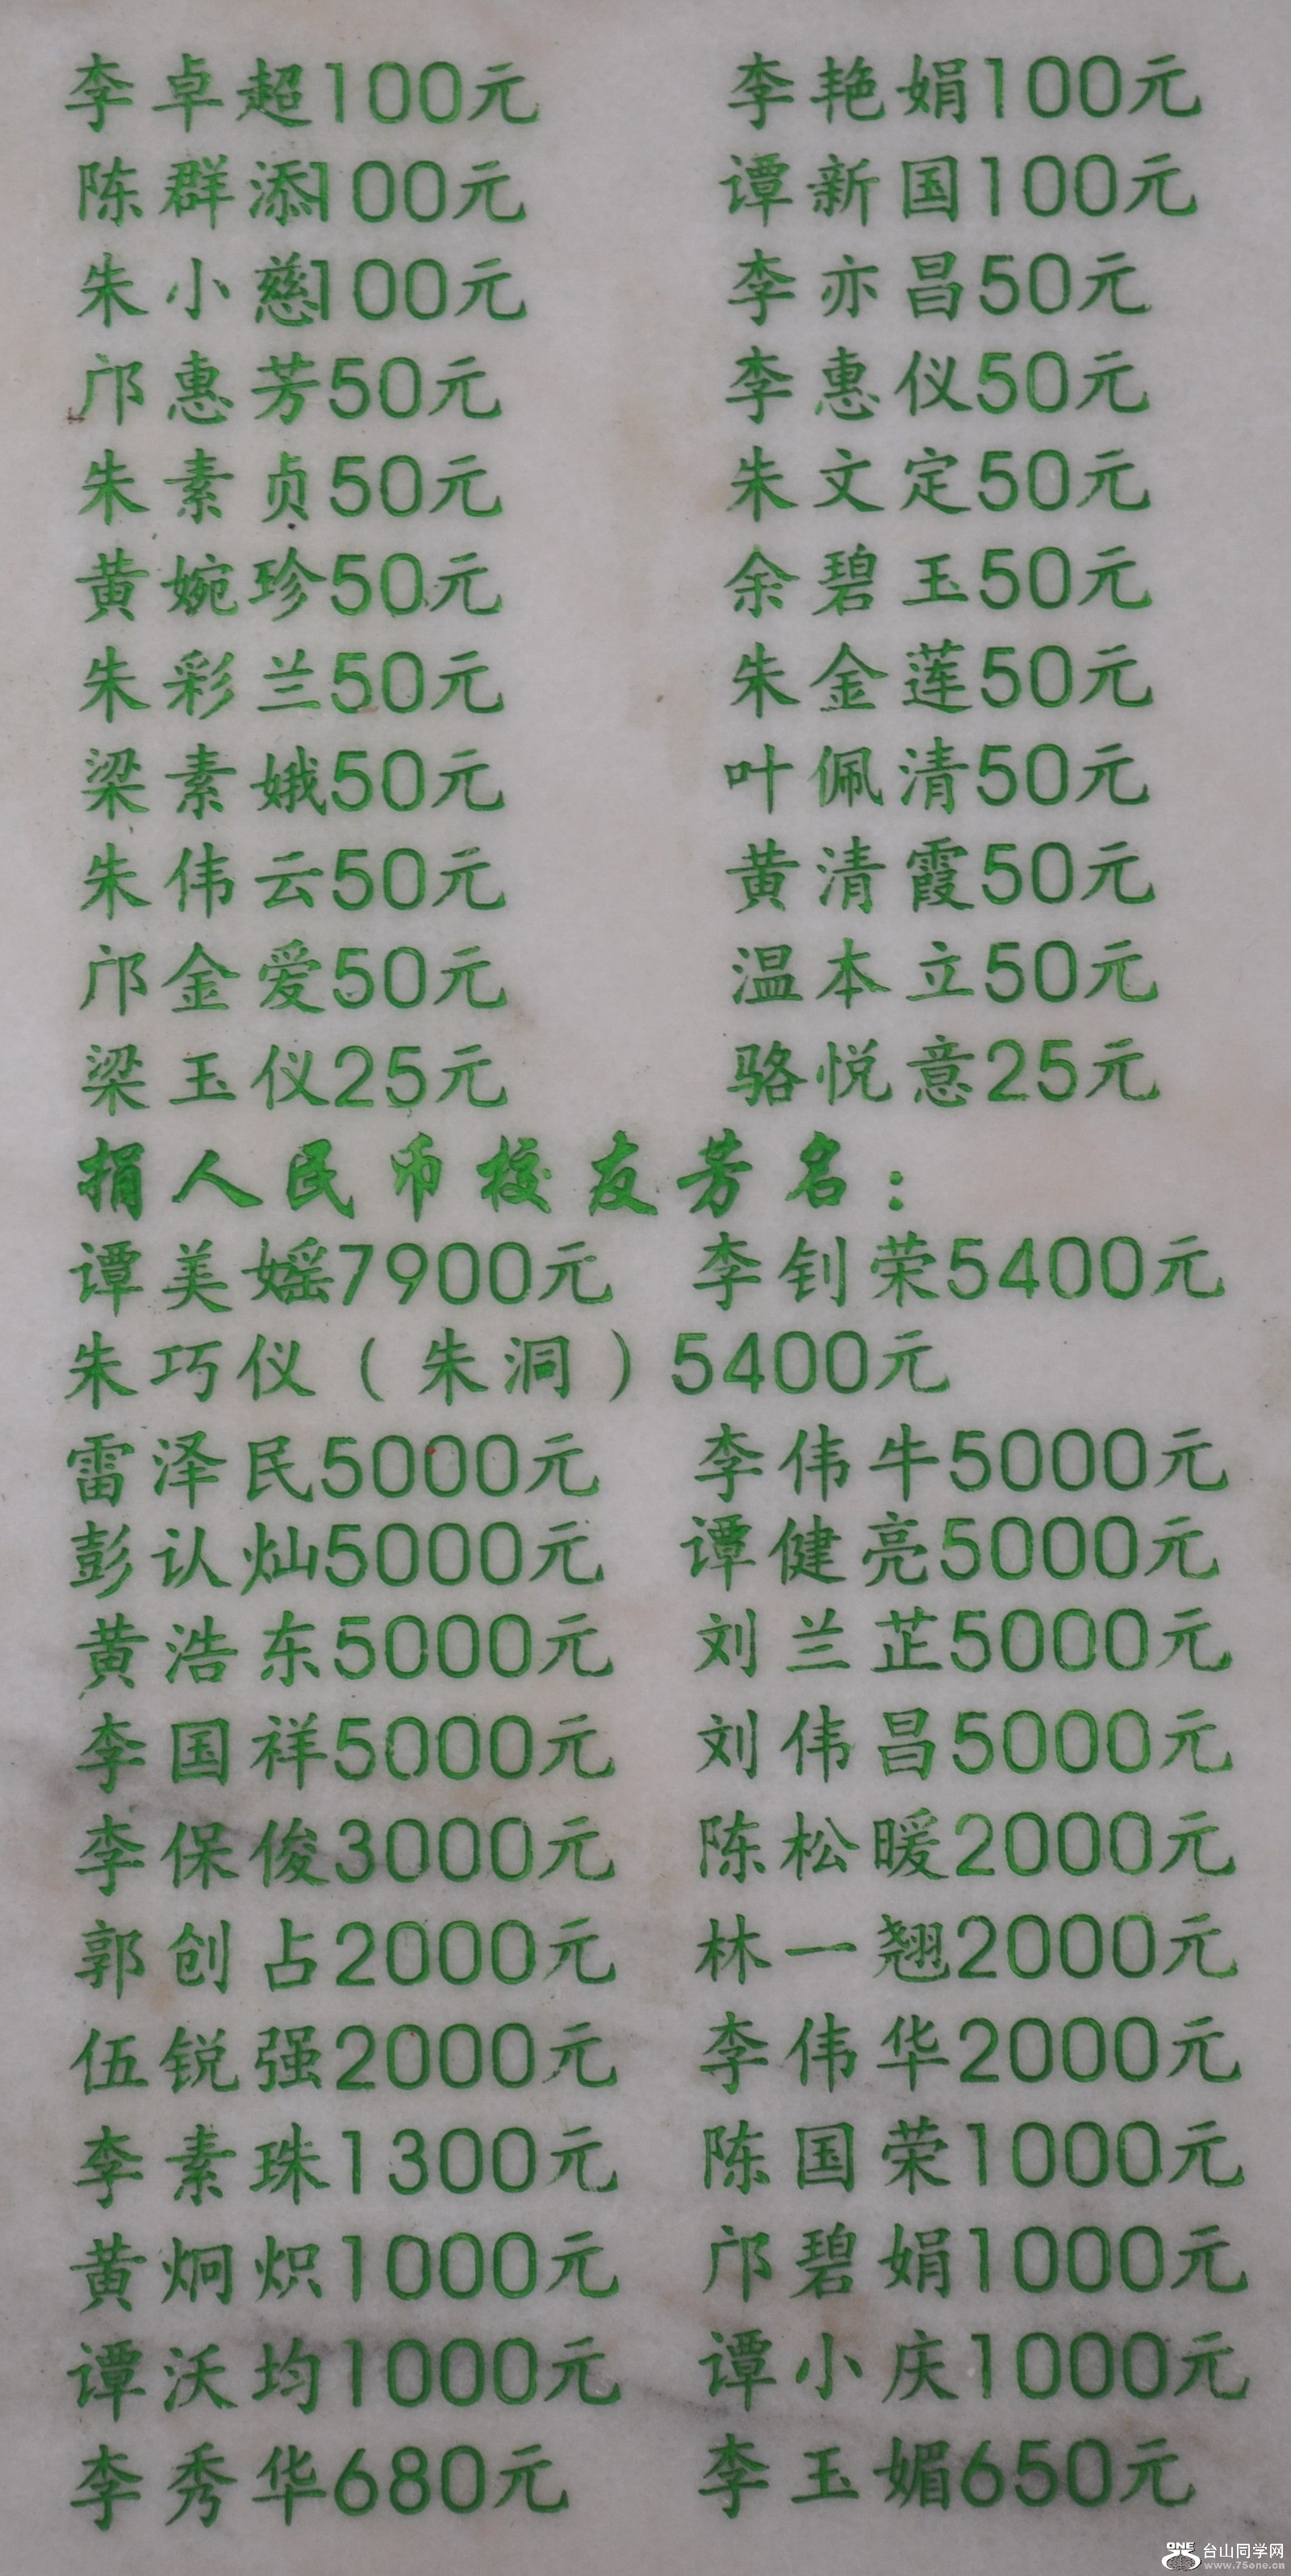 李卓超100元 李艳娟100元
陈群添100元 谭新国100元
朱小慈100元 李亦昌50元
邝惠芳50元 李惠仪50元
朱素贞50元 朱文定50元
黄婉珍50元 余碧玉50元
朱彩兰50元 朱金莲50元
梁素娥50元 叶佩清50元
朱伟云50元 黄清霞50元
邝金爱50元 温本立50元
梁玉仪25元 骆悦意25元
捐人民币校友芳名：
谭美媱7900元 李钊荣5400元
朱巧仪（朱洞）5400元
雷泽民5000元 李伟牛5000元
彭认灿5000元 谭健亮5000元
黄浩东5000元 刘兰芷5000元
李国祥5000元 刘伟昌5000元
李保俊3000元 陈松暖2000元
郭创占2000元 林一翘2000元
伍锐强2000元 李伟华2000元
李素珠1300元 陈国荣1000元
黄炯炽1000元 邝碧娟1000元
谭沃均1000元 谭小庆1000元
李秀华680元 李玉媚650元
ONE 台山同学网
www.75one.cn